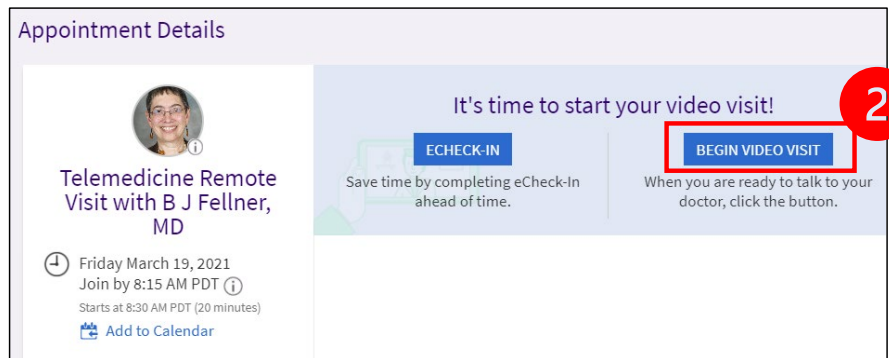 Appointment Details
Telemedicine Remote
Visit with B J Fellner,
MD
Friday March 19, 2021
Join by 8:15 AM PDT
Starts at 8:30 AM PDT (20 minutes)
Add to Calendar
It's time to start your video visit!
2
ECHECK-IN
Save time by completing eCheck-In
ahead of time.
BEGIN VIDEO VISIT
When you are ready to talk to your
doctor, click the button.